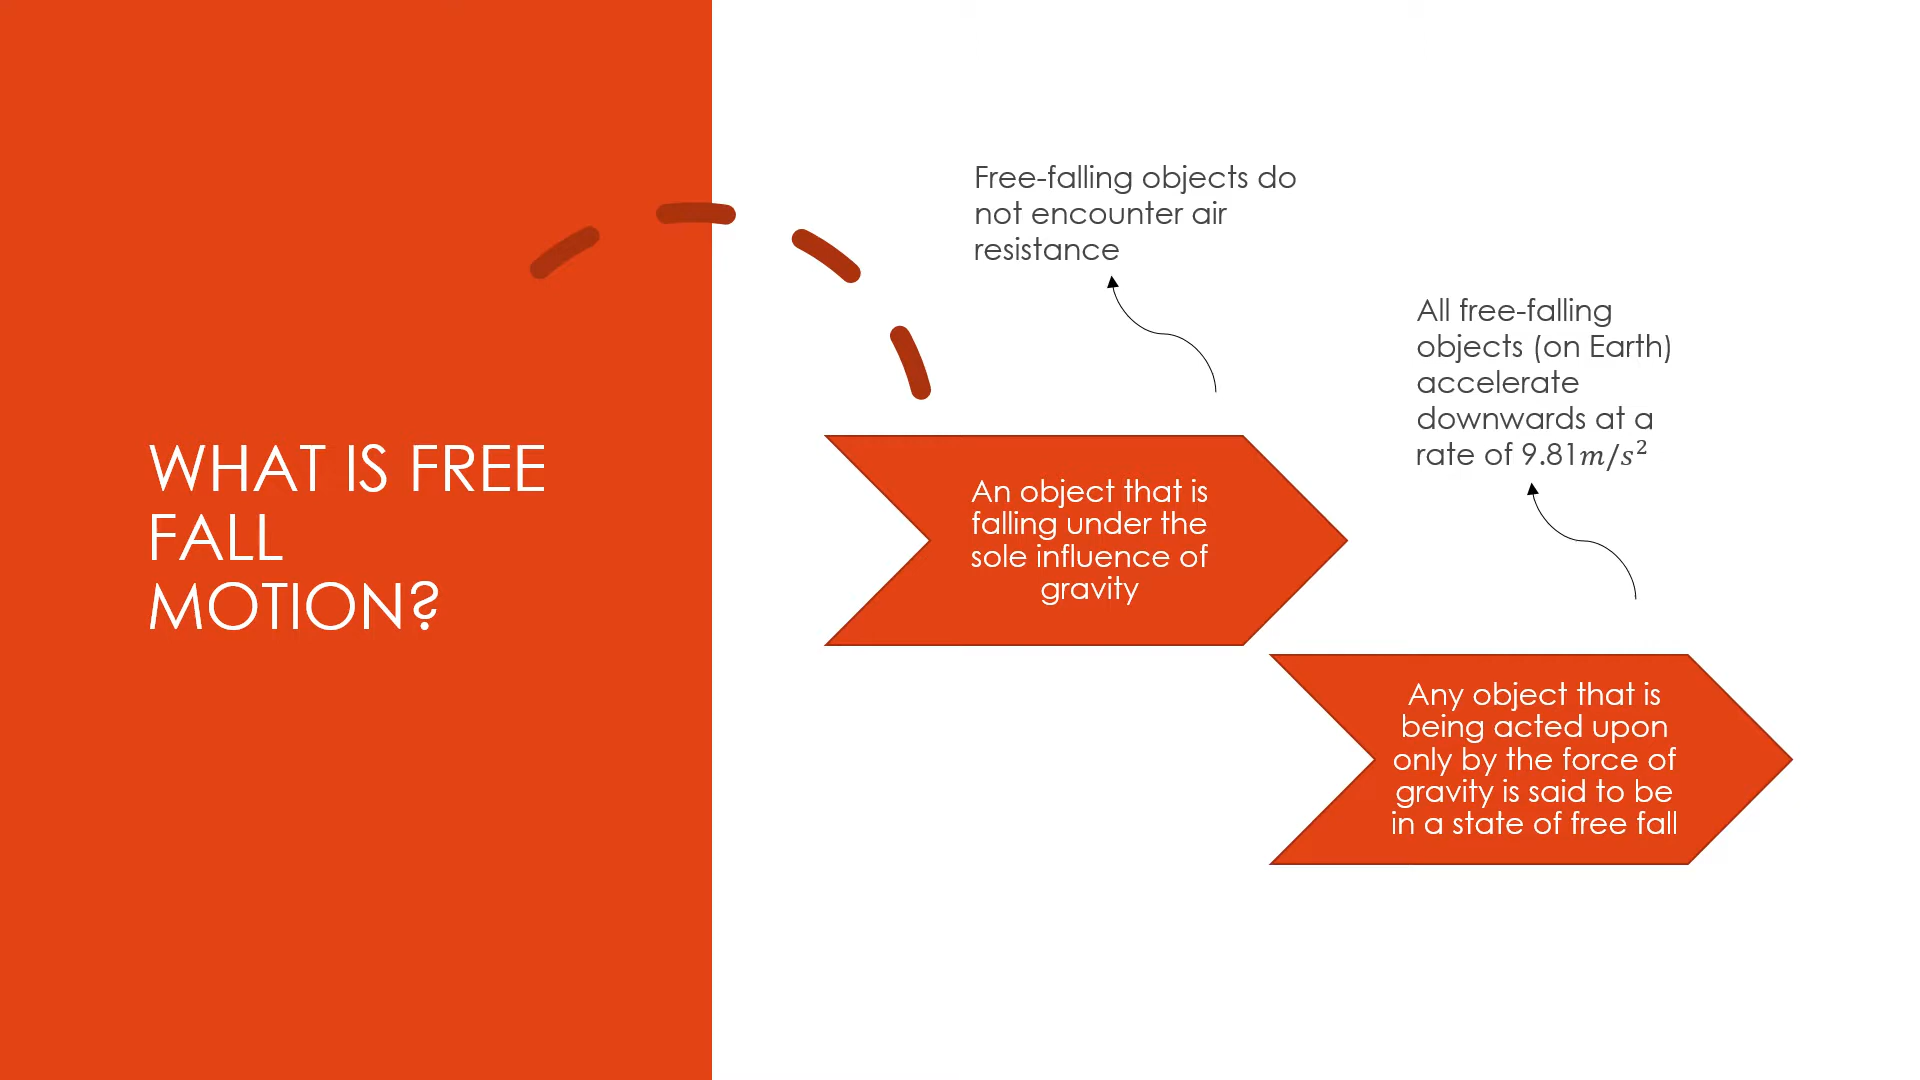 WHAT IS FREE
FALL
MOTION?
Free-falling objects do
not encounter air
resistance
An object that is
falling under the
sole influence of
gravity
All free-falling
objects (on Earth)
accelerate
downwards at a
rate of 9.81m/s²
Any object that is
being acted upon
only by the force of
gravity is said to be
in a state of free fall